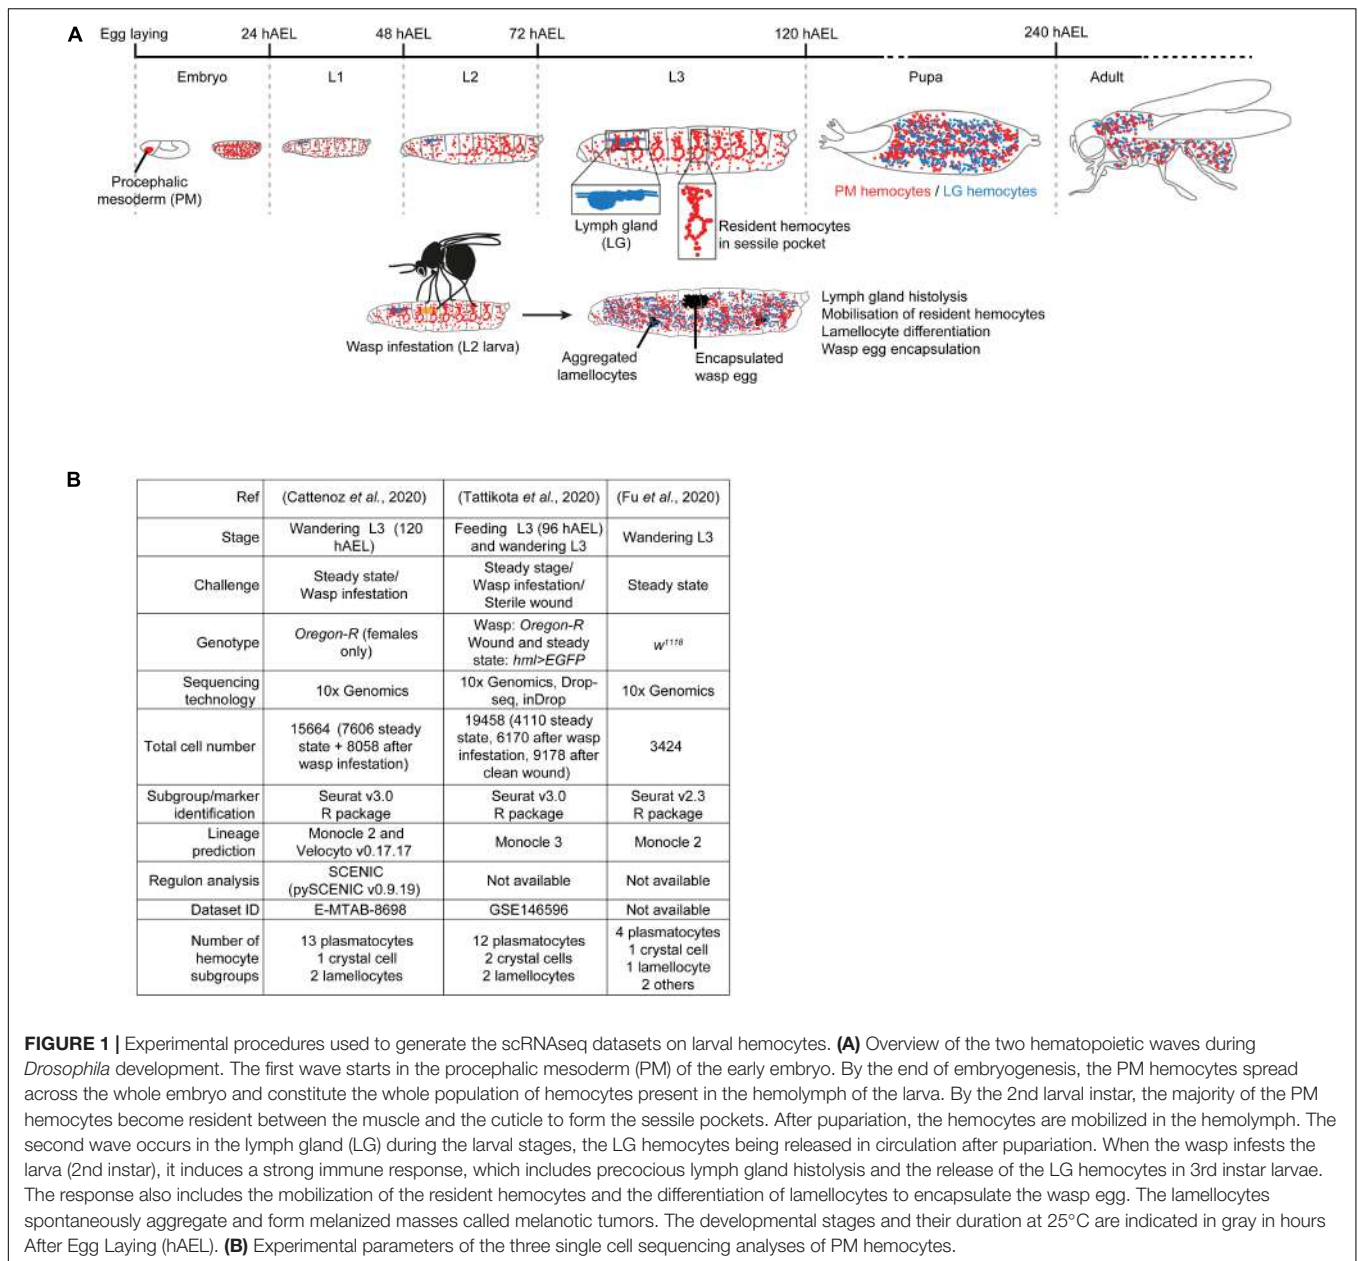 A
Egg laying
24 hAEL
48 hAEL
72 hAEL
120 hAEL
240 hAEL
Embryo
L1
L2
L3
Pupa
Adult
Procephalic
mesoderm (PM)
PM hemocytes / LG hemocytes
Lymph gland
(LG)
Resident hemocytes
in sessile pocket
Wasp infestation (L2 larva)
Aggregated
lamellocytes
Encapsulated
wasp egg
Lymph gland histolysis
Mobilisation of resident hemocytes
Lamellocyte differentiation
Wasp egg encapsulation
B
Ref
(Cattenoz et al., 2020)
(Tattikota et al., 2020)
(Fu et al., 2020)
Stage
Wandering L3 (120
hAEL)
Feeding L3 (96 hAEL)
and wandering L3
Wandering L3
Challenge
Steady state/
Wasp infestation
Steady stage/
Wasp infestation/
Sterile wound
Steady state
Genotype
Oregon-R (females
only)
Wasp: Oregon-R
Wound and steady
state: hml>EGFP
w1118
Sequencing
technology
10x Genomics
10x Genomics, Drop-
seq, inDrop
10x Genomics
Total cell number
15664 (7606 steady
state + 8058 after
wasp infestation)
19458 (4110 steady
state, 6170 after wasp
infestation, 9178 after
clean wound)
3424
Subgroup/marker
identification
Seurat v3.0
R package
Seurat v3.0
R package
Seurat v2.3
R package
Lineage
prediction
Monocle 2 and
Velocyto v0.17.17
Monocle 3
Monocle 2
Regulon analysis
SCENIC
(pySCENIC v0.9.19)
Not available
Not available
Dataset ID
E-MTAB-8698
GSE146596
Not available
Number of
hemocyte
subgroups
13 plasmatocytes
1 crystal cell
2 lamellocytes
12 plasmatocytes
2 crystal cells
2 lamellocytes
4 plasmatocytes
1 crystal cell
1 lamellocyte
2 others
FIGURE 1 | Experimental procedures used to generate the scRNAseq datasets on larval hemocytes. (A) Overview of the two hematopoietic waves during
Drosophila development. The first wave starts in the procephalic mesoderm (PM) of the early embryo. By the end of embryogenesis, the PM hemocytes spread
across the whole embryo and constitute the whole population of hemocytes present in the hemolymph of the larva. By the 2nd larval instar, the majority of the PM
hemocytes become resident between the muscle and the cuticle to form the sessile pockets. After pupariation, the hemocytes are mobilized in the hemolymph. The
second wave occurs in the lymph gland (LG) during the larval stages, the LG hemocytes being released in circulation after pupariation. When the wasp infests the
larva (2nd instar), it induces a strong immune response, which includes precocious lymph gland histolysis and the release of the LG hemocytes in 3rd instar larvae.
The response also includes the mobilization of the resident hemocytes and the differentiation of lamellocytes to encapsulate the wasp egg. The lamellocytes
spontaneously aggregate and form melanized masses called melanotic tumors. The developmental stages and their duration at 25°C are indicated in gray in hours
After Egg Laying (hAEL). (B) Experimental parameters of the three single cell sequencing analyses of PM hemocytes.